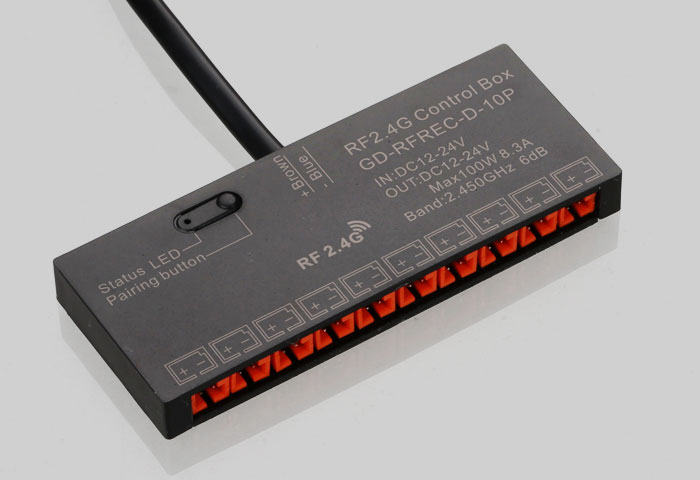 RF2.4G Control Box
GD-RFREC-D-10P
IN:DC12-24V
OUT:DC12-24V
Max100W 8.3A
Band:2.450GHz 6dB
+ Brown
- Blue
RF 2.4G
Status LED
Pairing button
+ -
+ -
+ -
+ -
+ -
+ -
+ -
+ -
+ -